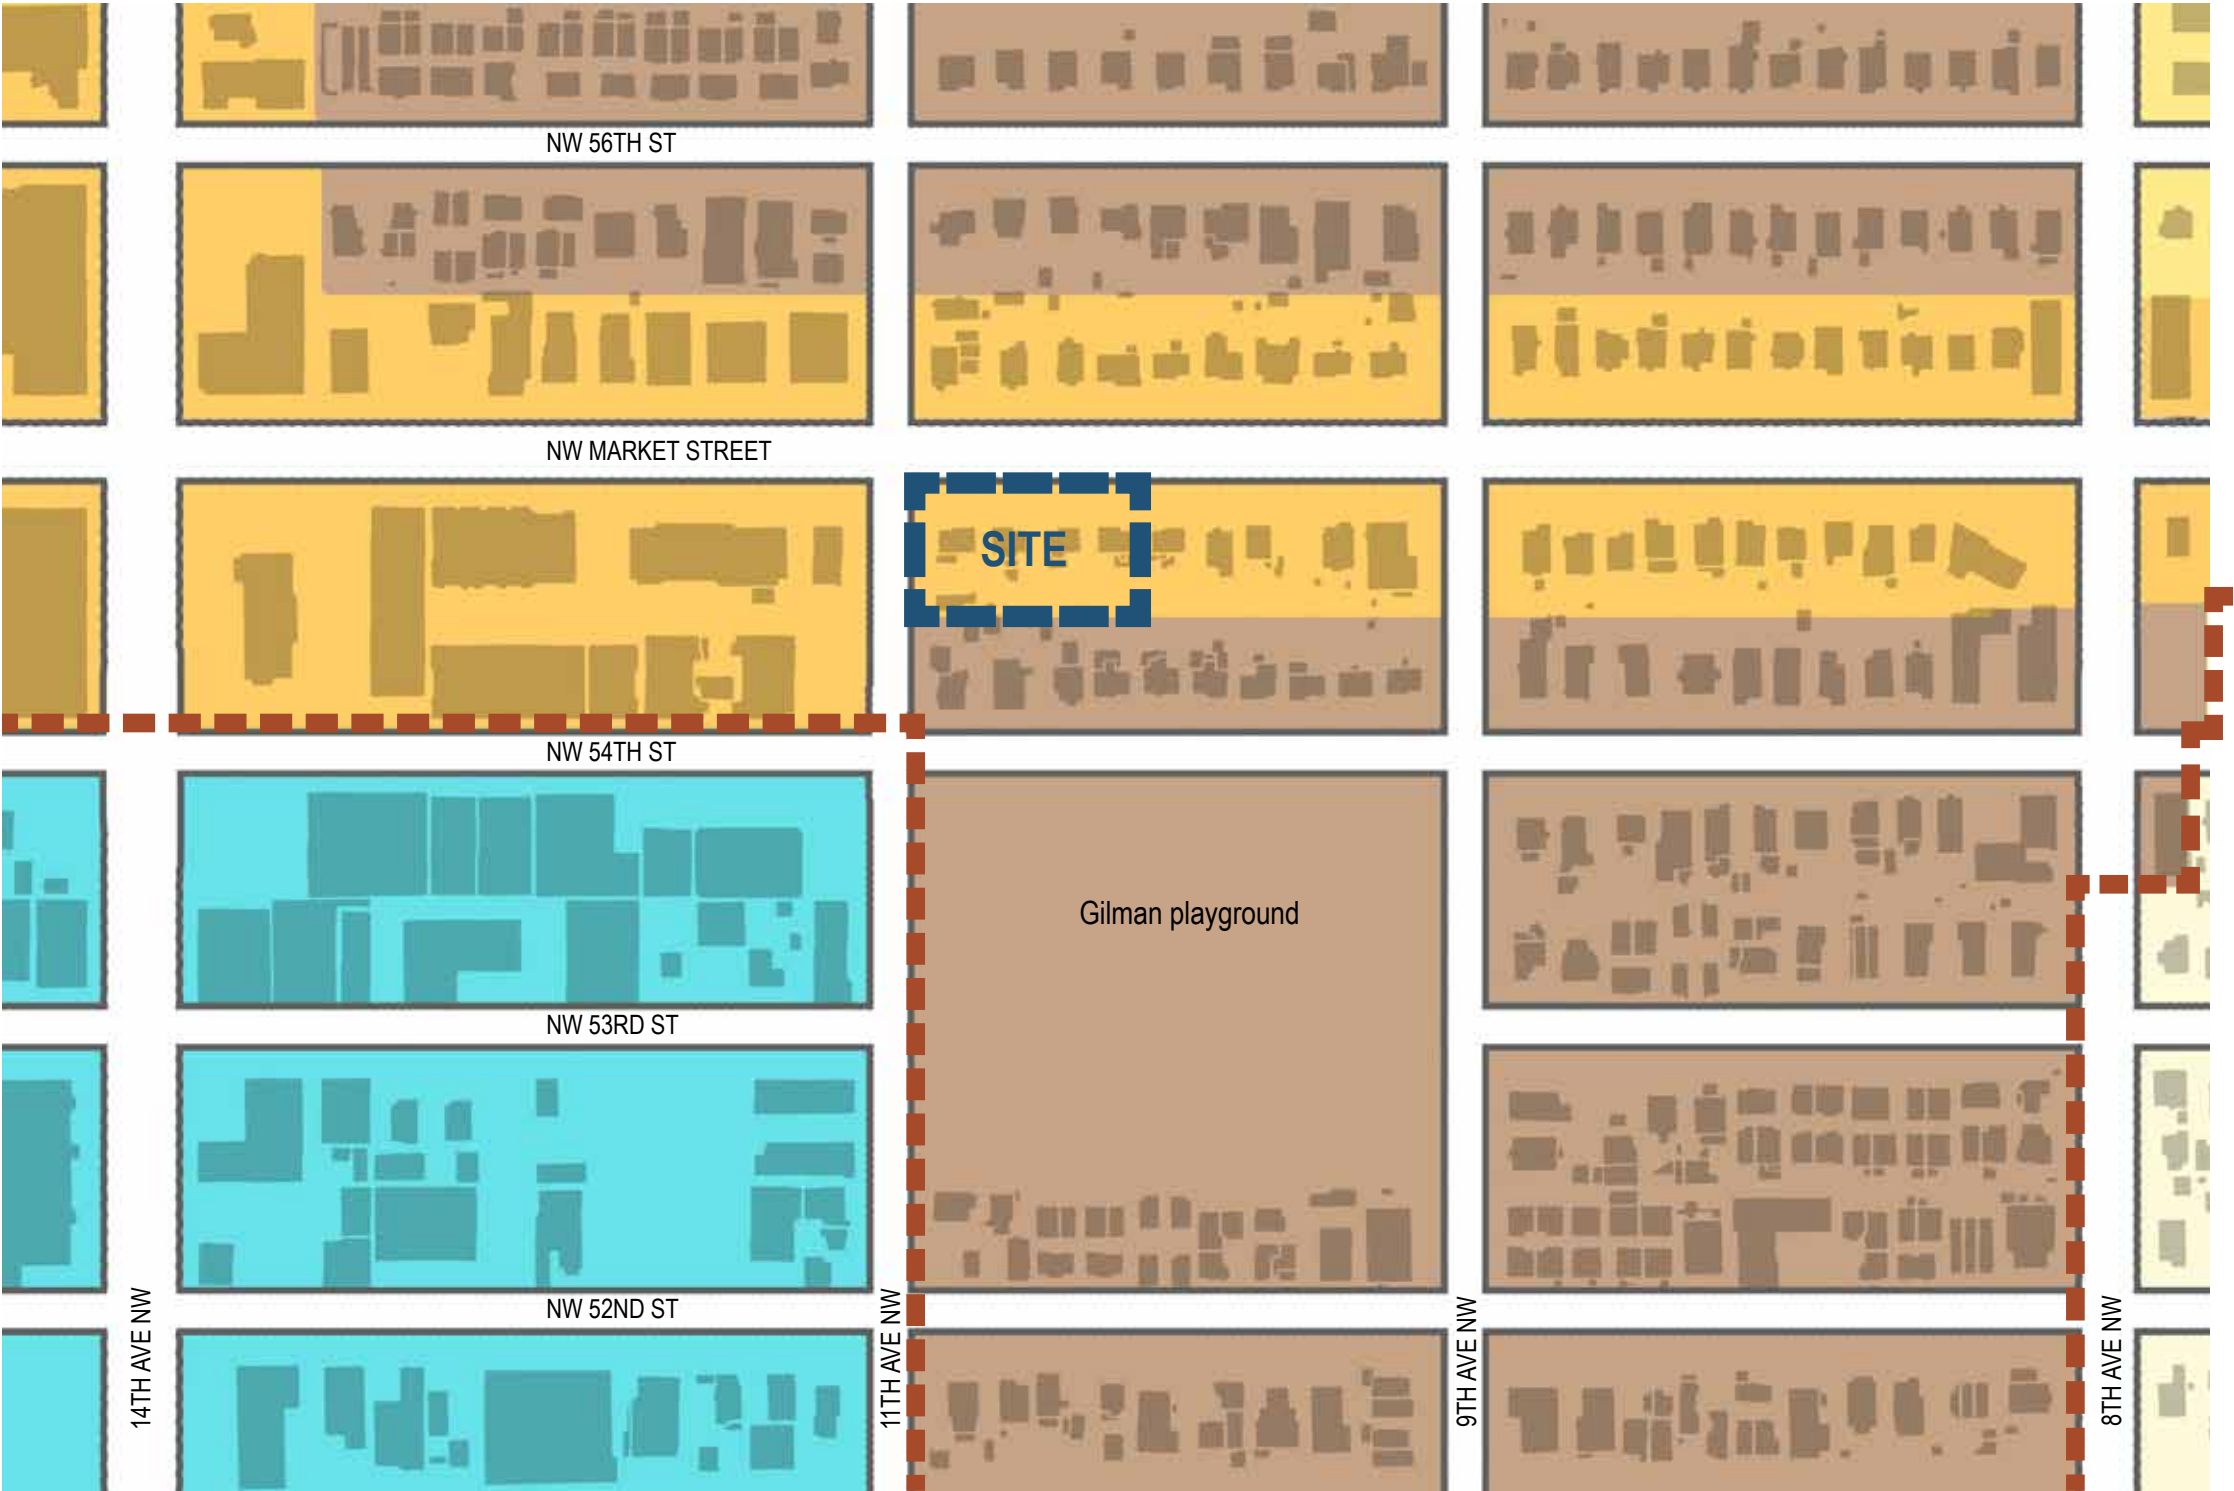 NW 56TH ST
NW MARKET STREET
SITE
NW 54TH ST
Gilman playground
NW 53RD ST
NW 52ND ST
14TH AVE NW
11TH AVE NW
9TH AVE NW
8TH AVE NW